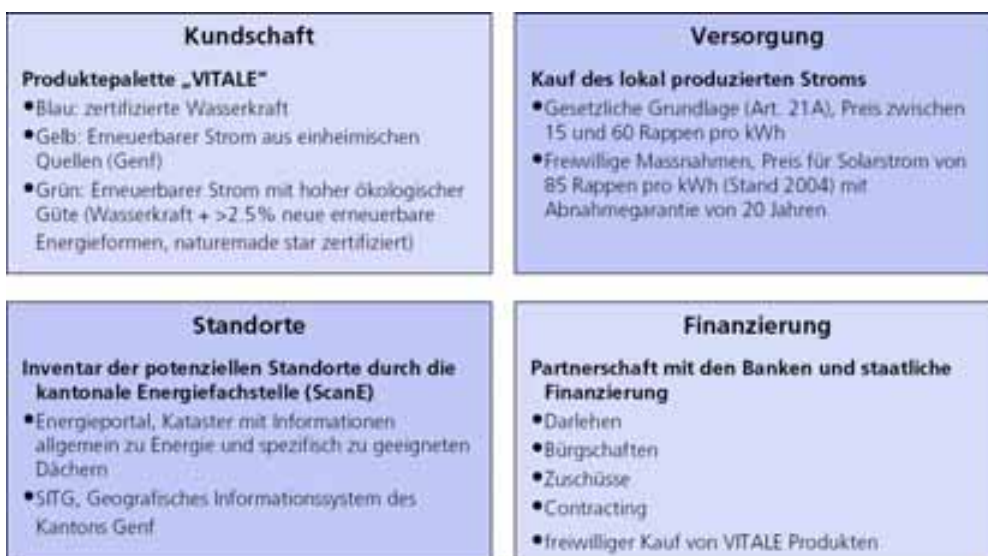 Kundschaft
Produktepalette „VITALE“
•Blau: zertifizierte Wasserkraft
•Gelb: Erneuerbarer Strom aus einheimischen
Quellen (Genf)
•Grün: Erneuerbarer Strom mit hoher ökologischer
Güte (Wasserkraft + >2.5% neue erneuerbare
Energieformen, naturemade star zertifiziert)
Versorgung
Kauf des lokal produzierten Stroms
•Gesetzliche Grundlage (Art. 21A), Preis zwischen
15 und 60 Rappen pro kWh
•Freiwillige Massnahmen, Preis für Solarstrom von
85 Rappen pro kWh (Stand 2004) mit
Abnahmegarantie von 20 Jahren
Standorte
Inventar der potenziellen Standorte durch die
kantonale Energiefachstelle (ScanE)
•Energieportal, Kataster mit Informationen
allgemein zu Energie und spezifisch zu geeigneten
Dächern
•SITG, Geografisches Informationssystem des
Kantons Genf
Finanzierung
Partnerschaft mit den Banken und staatliche
Finanzierung
•Darlehen
•Bürgschaften
•Zuschüsse
•Contracting
•freiwilliger Kauf von VITALE Produkten